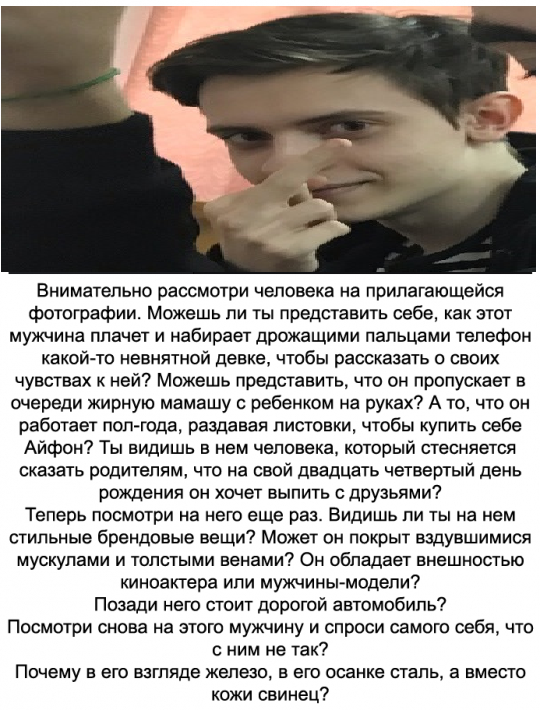 Внимательно рассмотри человека на прилагающейся
фотографии. Можешь ли ты представить себе, как этот
мужчина плачет и набирает дрожащими пальцами телефон
какой-то невнятной девке, чтобы рассказать о своих
чувствах к ней? Можешь представить, что он пропускает в
очереди жирную мамашу с ребенком на руках? А то, что он
работает пол-года, раздавая листовки, чтобы купить себе
Айфон? Ты видишь в нем человека, который стесняется
сказать родителям, что на свой двадцать четвертый день
рождения он хочет выпить с друзьями?
Теперь посмотри на него еще раз. Видишь ли ты на нем
стильные брендовые вещи? Может он покрыт вздувшимися
мускулами и толстыми венами? Он обладает внешностью
киноактера или мужчины-модели?
Позади него стоит дорогой автомобиль?
Посмотри снова на этого мужчину и спроси самого себя, что
с ним не так?
Почему в его взгляде железо, в его осанке сталь, а вместо
кожи свинец?